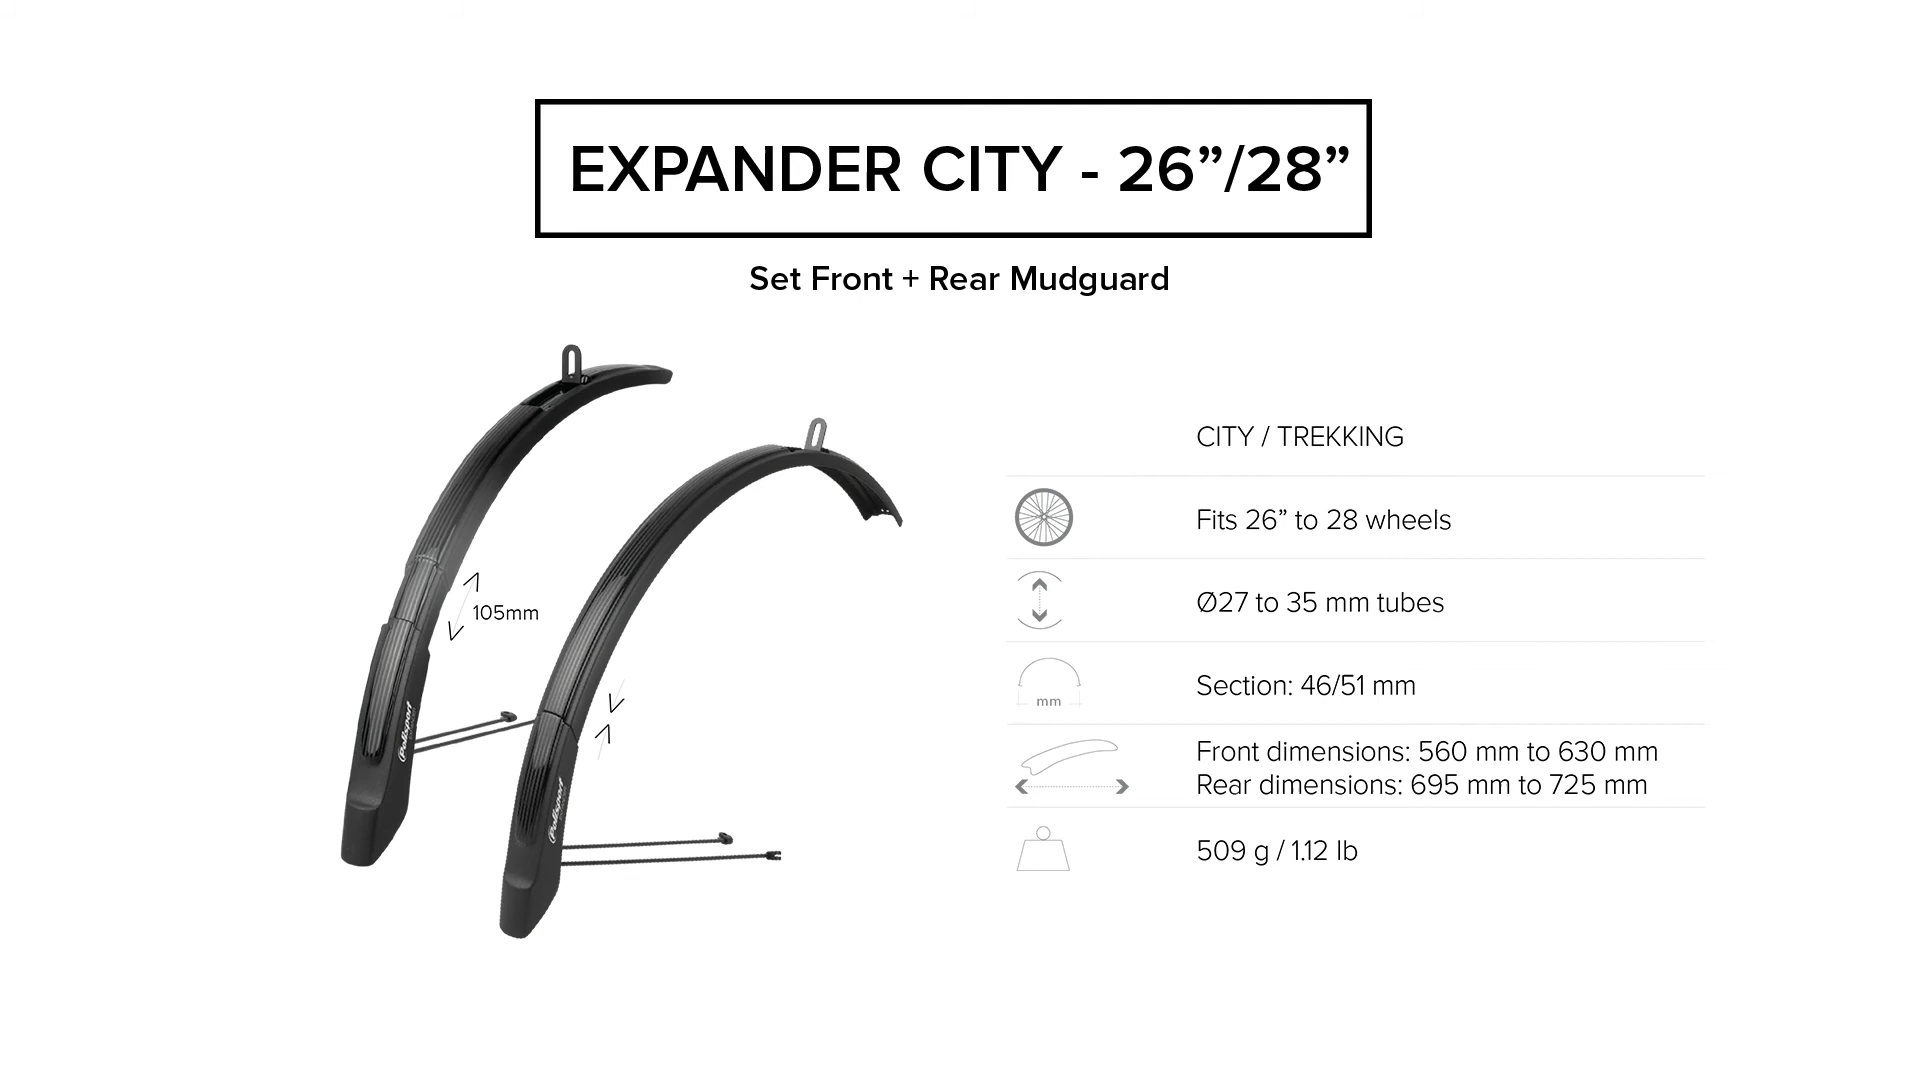 EXPANDER CITY - 26”/28”
Set Front + Rear Mudguard
105mm
Polisport
Polisport
CITY / TREKKING
Fits 26” to 28 wheels
Ø27 to 35 mm tubes
Section: 46/51 mm
mm
Front dimensions: 560 mm to 630 mm
Rear dimensions: 695 mm to 725 mm
509 g / 1.12 lb